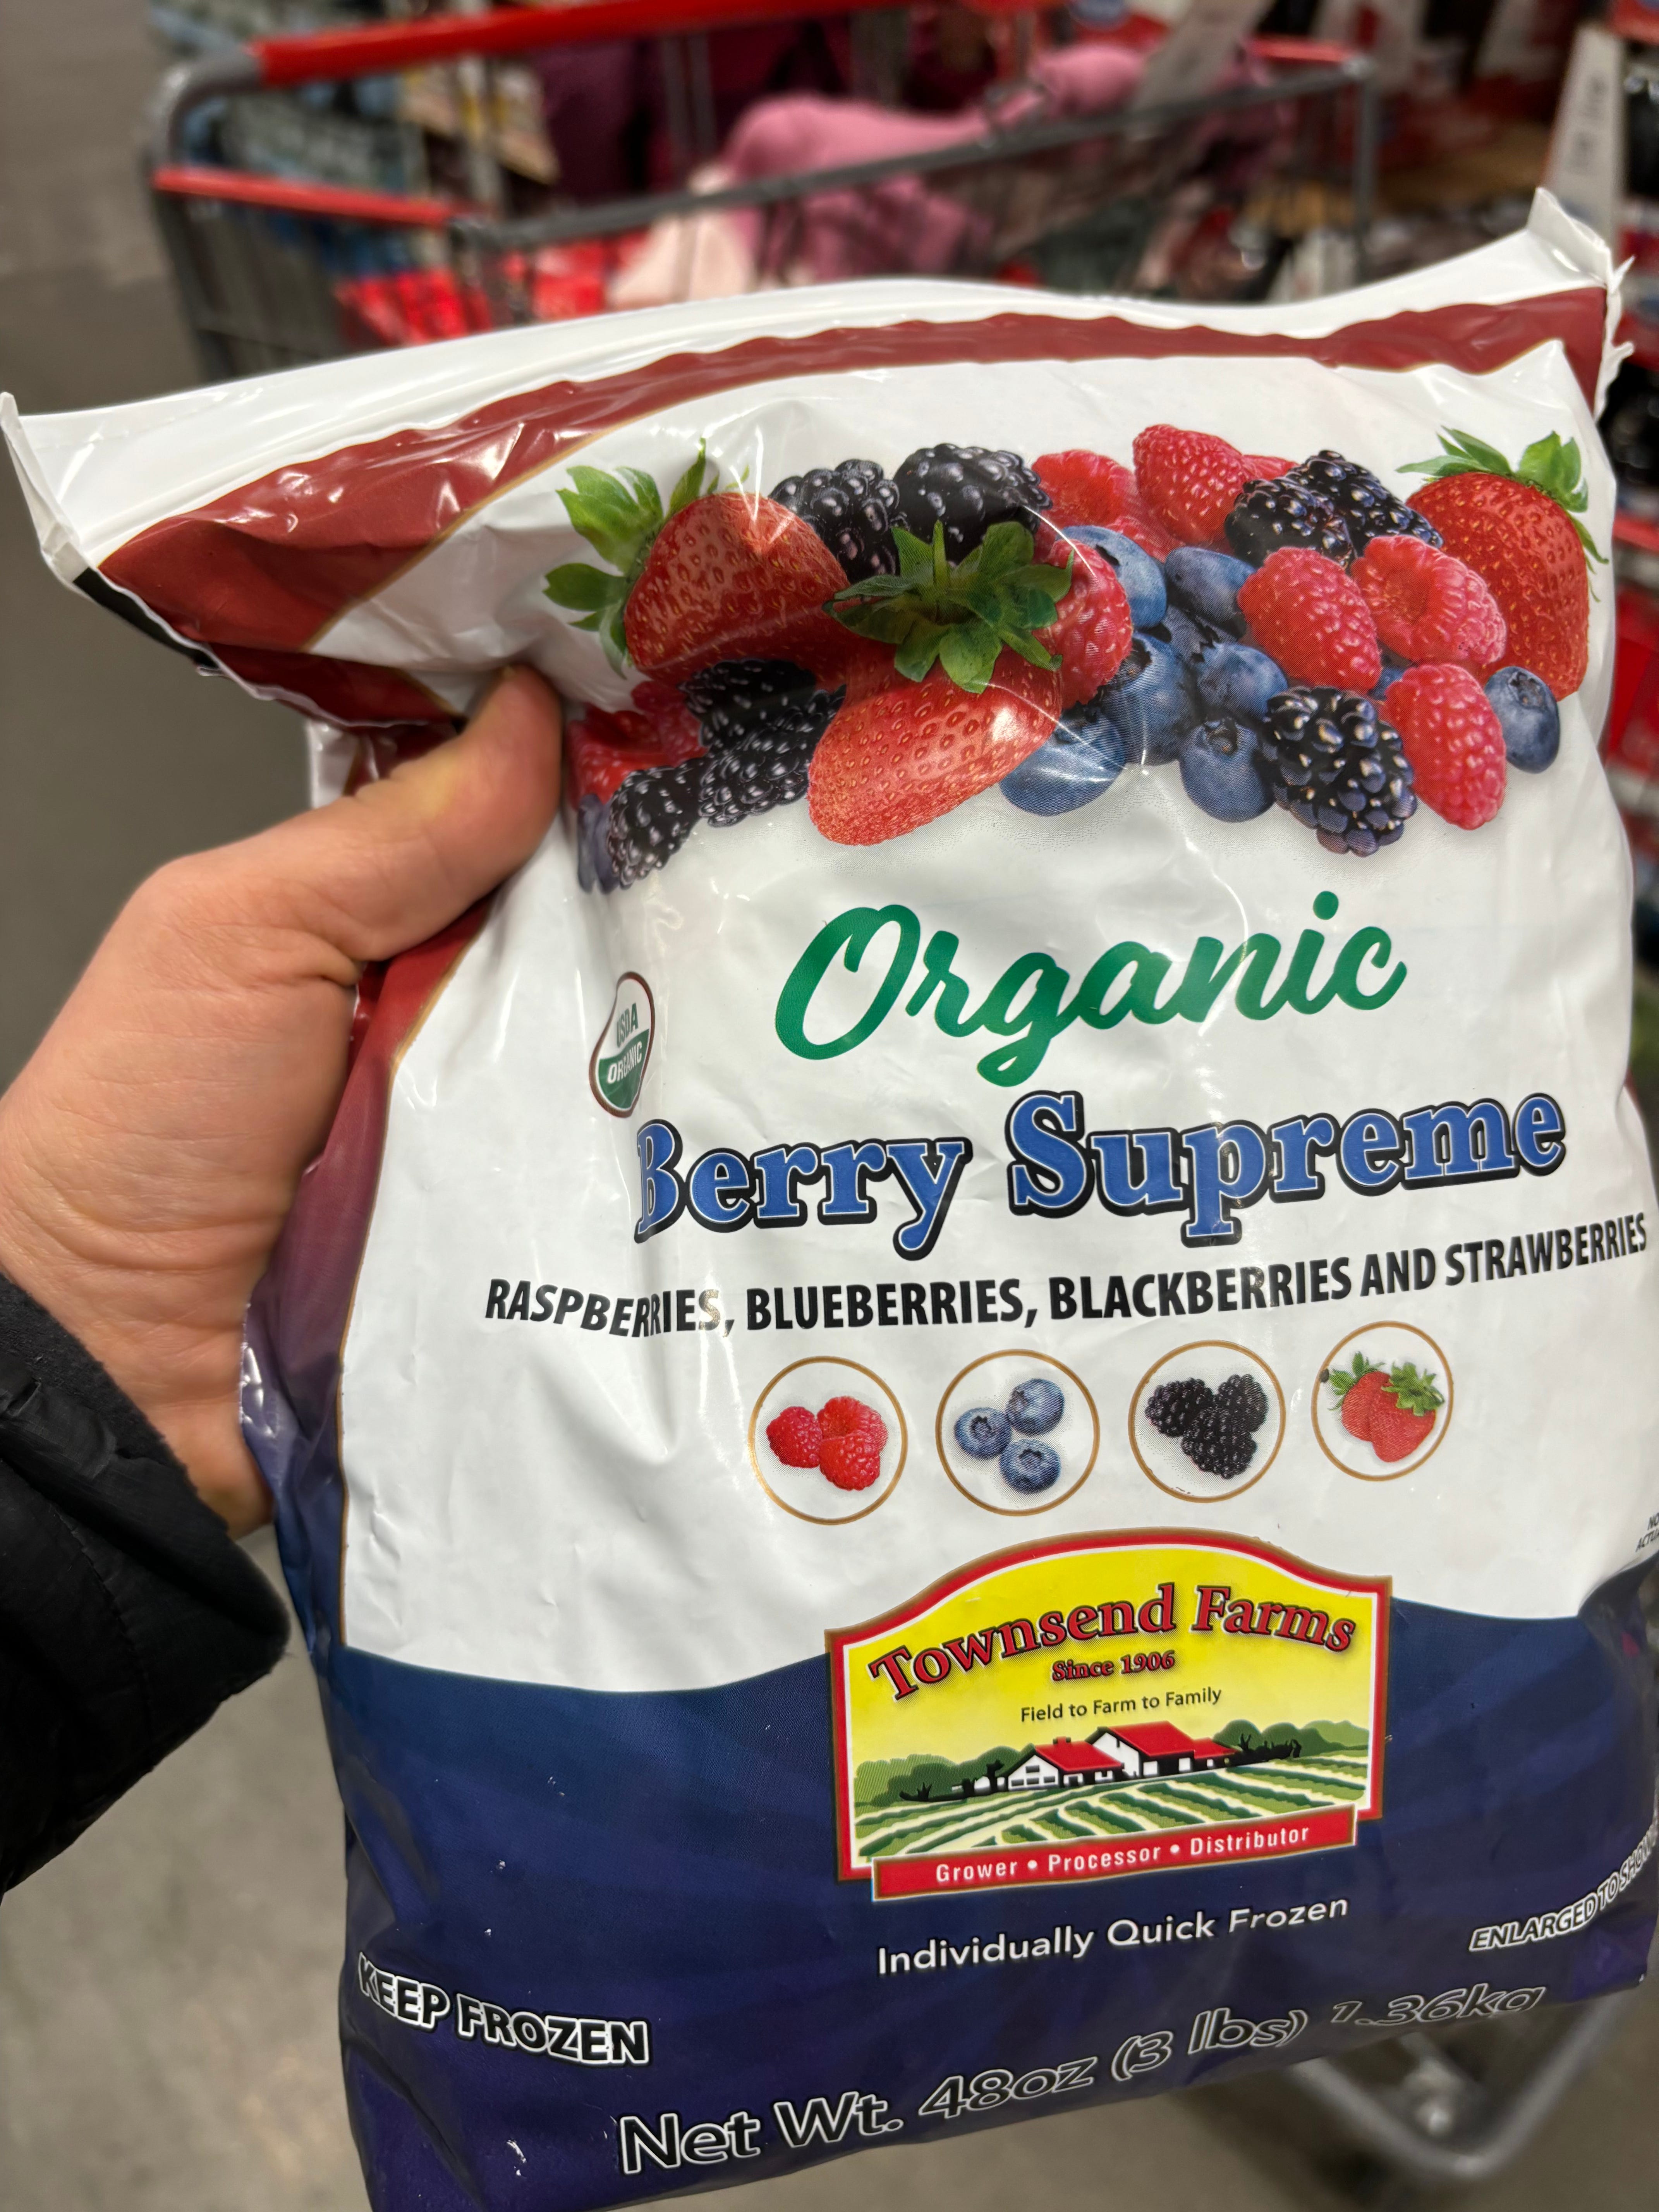 Organic
USDA
ORGANIC
Berry Supreme
RASPBERRIES, BLUEBERRIES, BLACKBERRIES AND STRAWBERRIES
Townsend Farms
Since 1906
Field to Farm to Family
Grower • Processor • Distributor
Individually Quick Frozen
ENLARGED TO SHOW
KEEP FROZEN
Net Wt. 48oz (3 lbs) 1.36kg